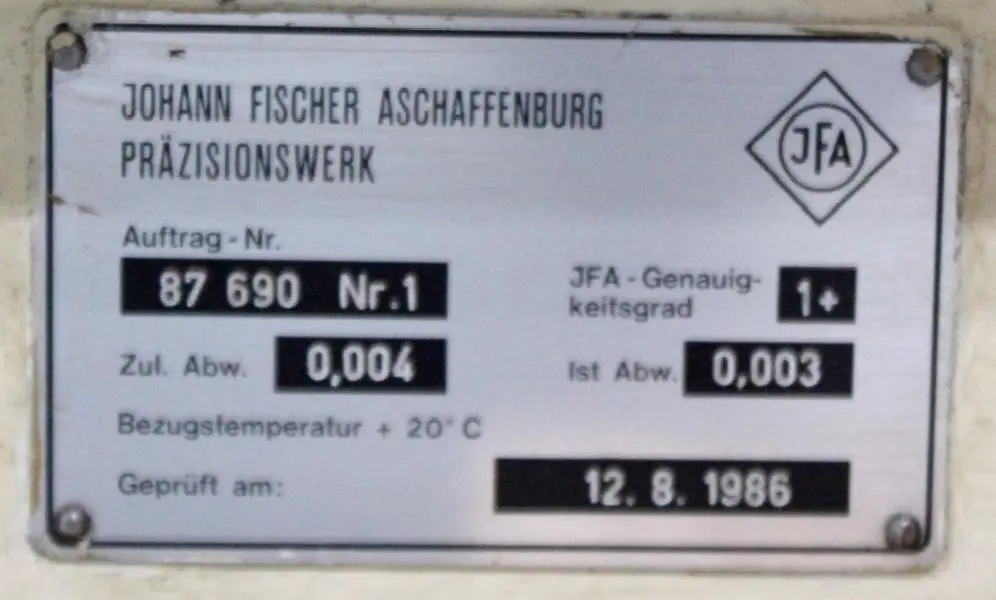 JOHANN FISCHER ASCHAFFENBURG
PRÄZISIONSWERK
JFA
Auftrag-Nr.
87 690 Nr.1
JFA-Genauig-
keitsgrad 1+
Zul. Abw. 0,004
Ist Abw. 0,003
Bezugstemperatur + 20° C
Geprüft am: 12. 8. 1986